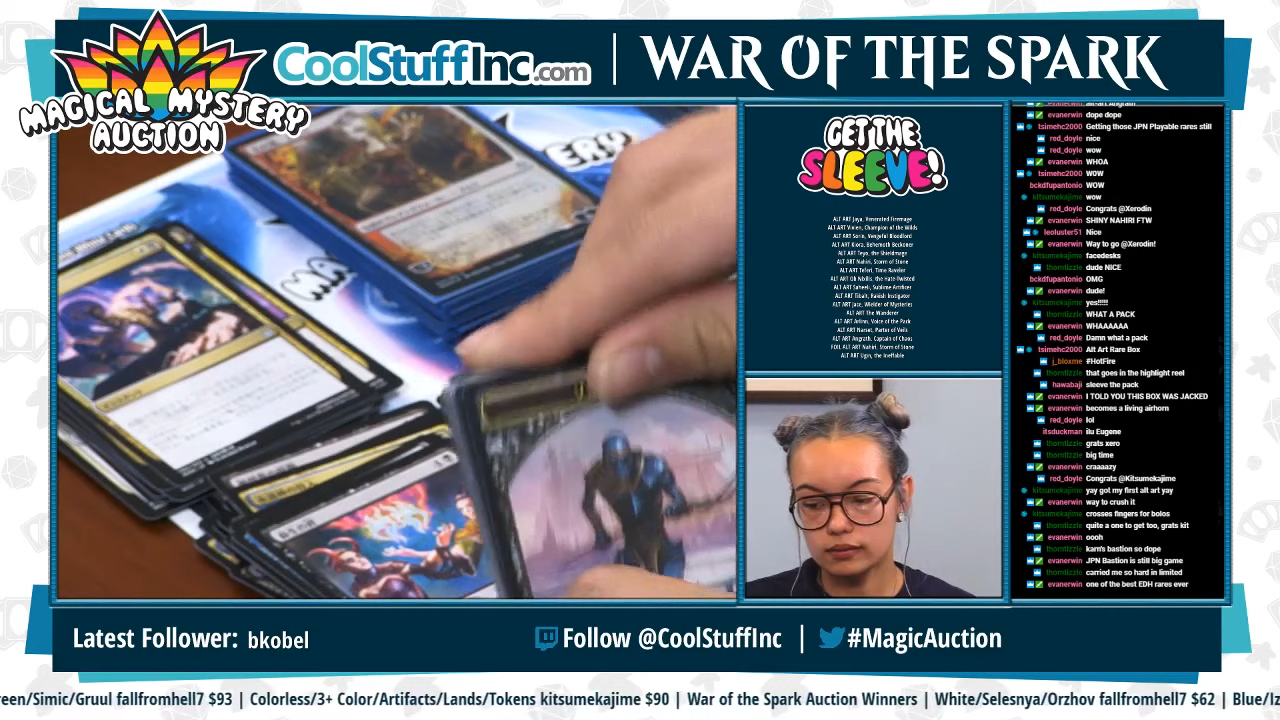 MAGICAL MYSTERY
AUCTION
CoolStuffInc.com
WAR OF THE SPARK
GET THE
SLEEVE!
ALT ART Jaya, Venerated Firemage
ALT ART Vivien, Champion of the Wilds
ALT ART Sorin, Vengeful Bloodlord
ALT ART Kiora, Behemoth Beckoner
ALT ART Teyo, the Shieldmage
ALT ART Nahiri, Storm of Stone
ALT ART Teferi, Time Raveler
ALT ART Ob Nixilis, the Hate-Twisted
ALT ART Saheeli, Sublime Artificer
ALT ART Tibalt, Rakish Instigator
ALT ART Jace, Wielder of Mysteries
ALT ART The Wanderer
ALT ART Arlinn, Voice of the Pack
ALT ART Narset, Parter of Veils
ALT ART Angrath, Captain of Chaos
FOIL ALT ART Nahiri, Storm of Stone
ALT ART Ugin, the Ineffable
evanerwin alt-art Angrath
evanerwin dope dope
tsimehc2000 Getting those JPN Playable rares still
red_doyle nice
red_doyle wow
evanerwin WHOA
tsimehc2000 WOW
bckdfupantonio WOW
kitsumekajime wow
red_doyle Congrats @Xerodin
evanerwin SHINY NAHIRI FTW
leoluster51 Nice
evanerwin Way to go @Xerodin!
kitsumekajime facedesks
thorntizzle dude NICE
bckdfupantonio OMG
evanerwin dude!
kitsumekajime yes!!!!!
thorntizzle WHAT A PACK
evanerwin WHAAAAAA
red_doyle Damn what a pack
tsimehc2000 Alt Art Rare Box
j_bloxme #HotFire
thorntizzle that goes in the highlight reel
hawabaji sleeve the pack
evanerwin I TOLD YOU THIS BOX WAS JACKED
evanerwin becomes a living airhorn
red_doyle lol
itsduckman ilu Eugene
thorntizzle grats xero
thorntizzle big time
evanerwin craaaazy
red_doyle Congrats @Kitsumekajime
kitsumekajime yay got my first alt art yay
evanerwin way to crush it
kitsumekajime crosses fingers for bolos
thorntizzle quite a one to get too, grats kit
evanerwin oooh
thorntizzle karn's bastion so dope
evanerwin JPN Bastion is still big game
thorntizzle carried me so hard in limited
evanerwin one of the best EDH rares ever
Latest Follower: bkobel
Follow @CoolStuffInc | #MagicAuction
reen/Simic/Gruul fallfromhell7 $93 | Colorless/3+ Color/Artifacts/Lands/Tokens kitsumekajime $90 | War of the Spark Auction Winners | White/Selesnya/Orzhov fallfromhell7 $62 | Blue/Iz